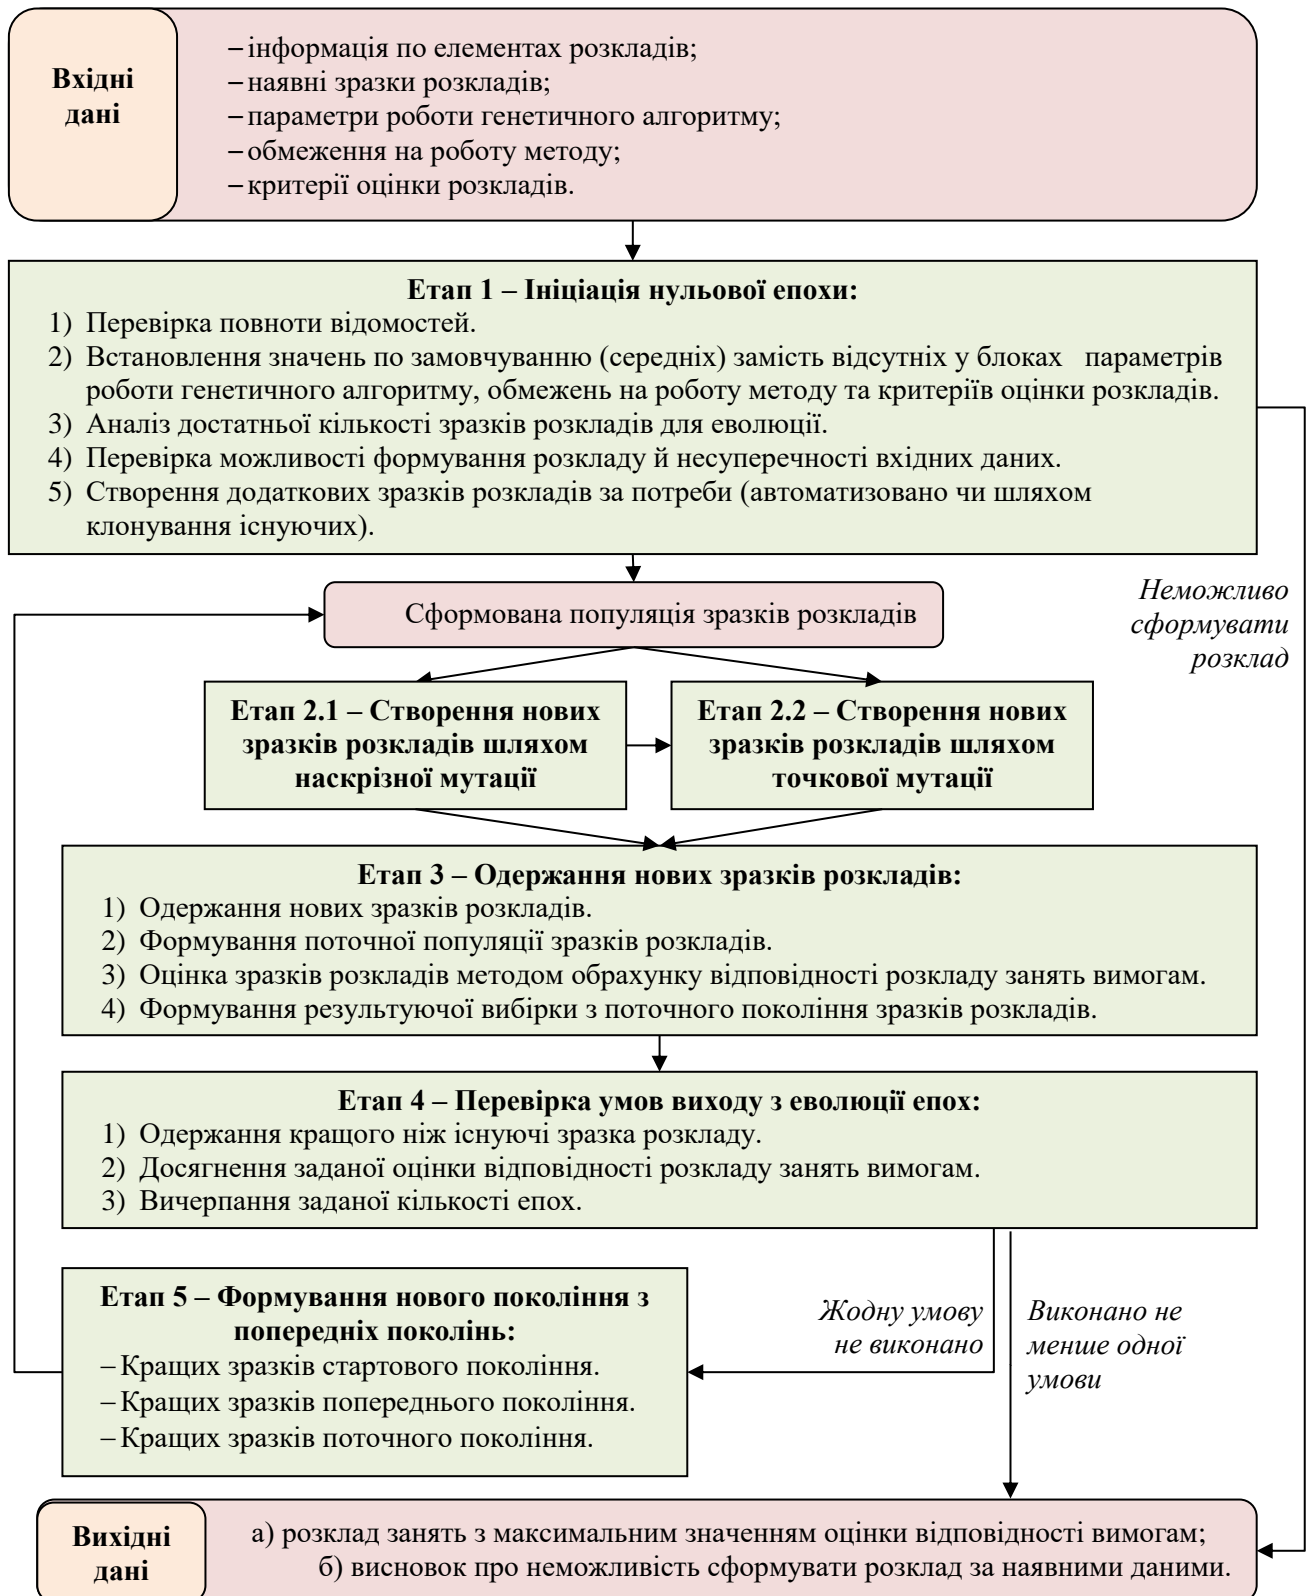 Вхідні
дані
– інформація по елементах розкладів;
– наявні зразки розкладів;
– параметри роботи генетичного алгоритму;
– обмеження на роботу методу;
– критерії оцінки розкладів.
Етап 1 – Ініціація нульової епохи:
1) Перевірка повноти відомостей.
2) Встановлення значень по замовчуванню (середніх) замість відсутніх у блоках параметрів
роботи генетичного алгоритму, обмежень на роботу методу та критеріїв оцінки розкладів.
3) Аналіз достатньої кількості зразків розкладів для еволюції.
4) Перевірка можливості формування розкладу й несуперечності вхідних даних.
5) Створення додаткових зразків розкладів за потреби (автоматизовано чи шляхом
клонування існуючих).
Неможливо
сформувати
розклад
Сформована популяція зразків розкладів
Етап 2.1 – Створення нових
зразків розкладів шляхом
наскрізної мутації
Етап 2.2 – Створення нових
зразків розкладів шляхом
точкової мутації
Етап 3 – Одержання нових зразків розкладів:
1) Одержання нових зразків розкладів.
2) Формування поточної популяції зразків розкладів.
3) Оцінка зразків розкладів методом обрахунку відповідності розкладу занять вимогам.
4) Формування результуючої вибірки з поточного покоління зразків розкладів.
Етап 4 – Перевірка умов виходу з еволюції епох:
1) Одержання кращого ніж існуючі зразка розкладу.
2) Досягнення заданої оцінки відповідності розкладу занять вимогам.
3) Вичерпання заданої кількості епох.
Етап 5 – Формування нового покоління з
попередніх поколінь:
– Кращих зразків стартового покоління.
– Кращих зразків попереднього покоління.
– Кращих зразків поточного покоління.
Жодну умову
не виконано
Виконано не
менше одної
умови
Вихідні
дані
а) розклад занять з максимальним значенням оцінки відповідності вимогам;
б) висновок про неможливість сформувати розклад за наявними даними.